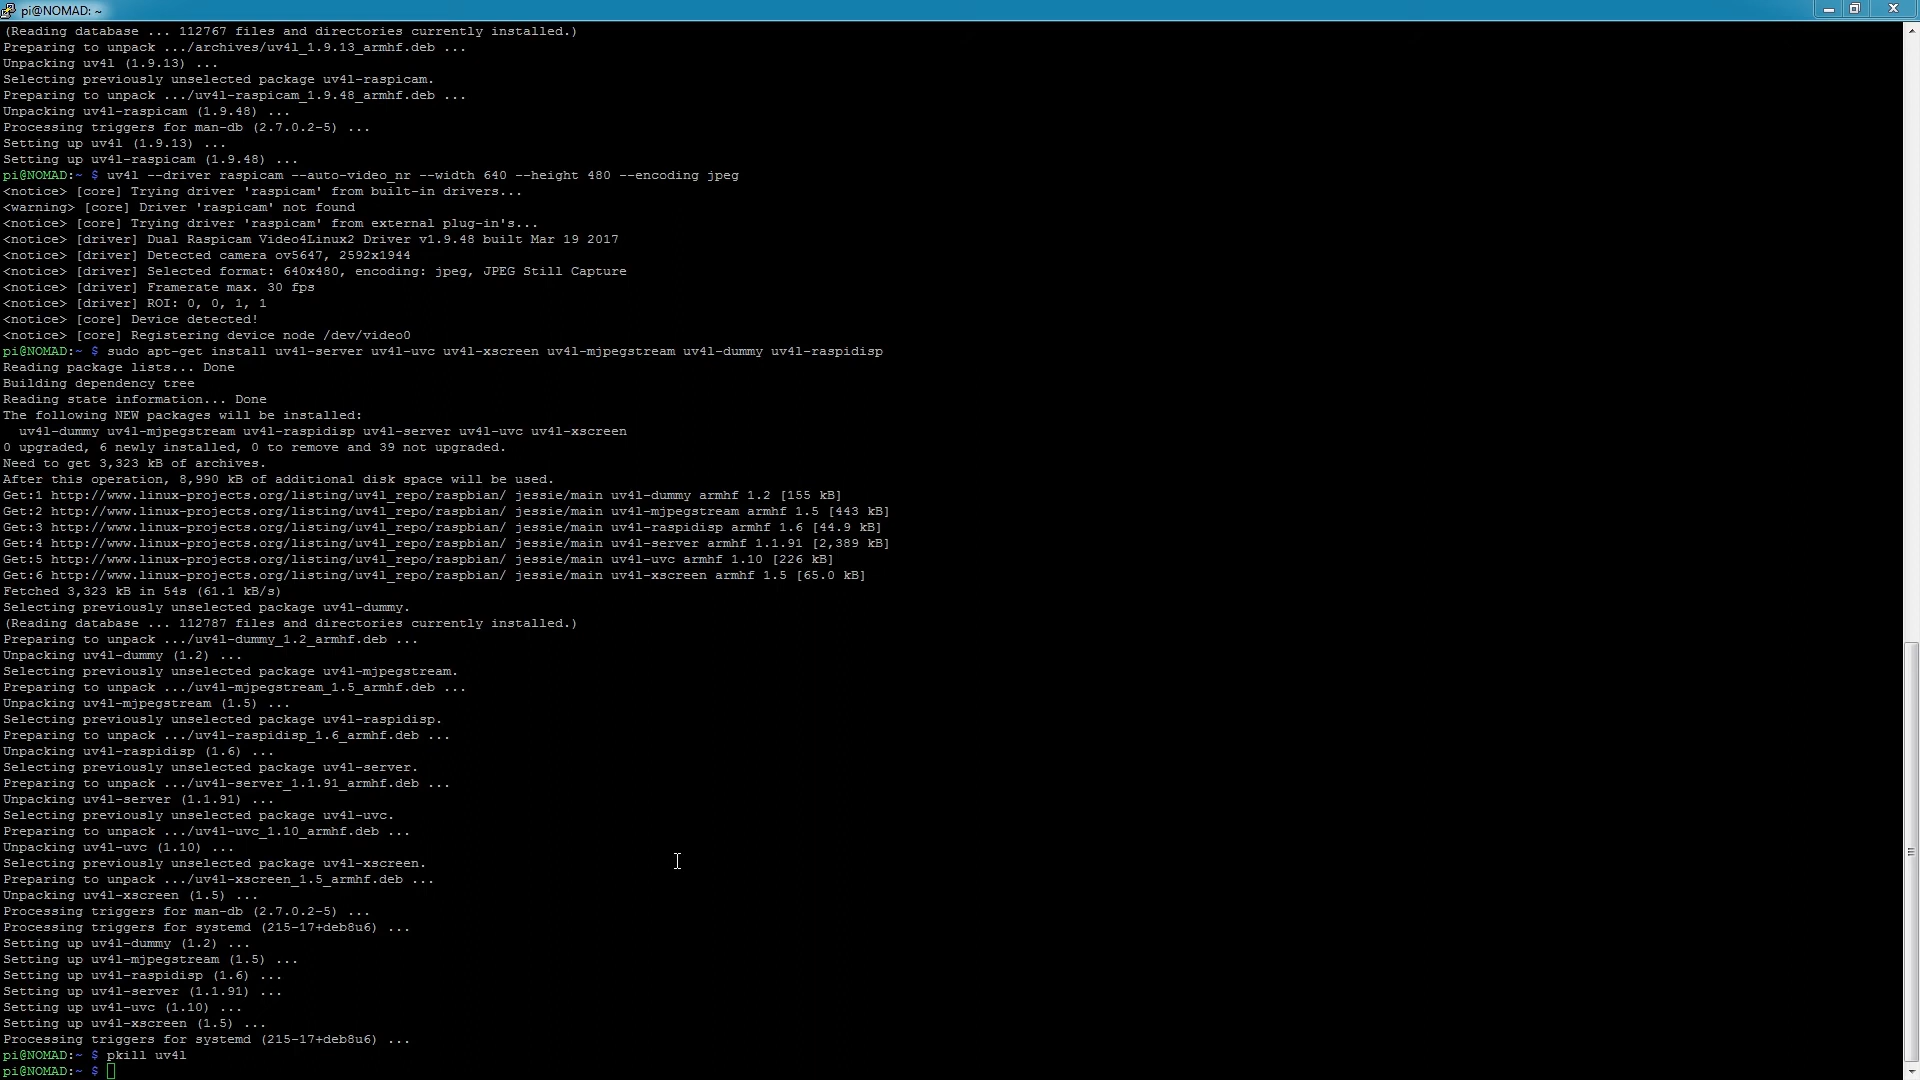 pi@NOMAD: ~
(Reading database ... 112767 files and directories currently installed.)
Preparing to unpack .../archives/uv4l_1.9.13_armhf.deb ...
Unpacking uv4l (1.9.13) ...
Selecting previously unselected package uv4l-raspicam.
Preparing to unpack .../uv4l-raspicam_1.9.48_armhf.deb ...
Unpacking uv4l-raspicam (1.9.48) ...
Processing triggers for man-db (2.7.0.2-5) ...
Setting up uv4l (1.9.13) ...
Setting up uv4l-raspicam (1.9.48) ...
pi@NOMAD:~ $ uv4l --driver raspicam --auto-video_nr --width 640 --height 480 --encoding jpeg
<notice> [core] Trying driver 'raspicam' from built-in drivers...
<warning> [core] Driver 'raspicam' not found
<notice> [core] Trying driver 'raspicam' from external plug-in's...
<notice> [driver] Dual Raspicam Video4Linux2 Driver v1.9.48 built Mar 19 2017
<notice> [driver] Detected camera ov5647, 2592x1944
<notice> [driver] Selected format: 640x480, encoding: jpeg, JPEG Still Capture
<notice> [driver] Framerate max. 30 fps
<notice> [driver] ROI: 0, 0, 1, 1
<notice> [core] Device detected!
<notice> [core] Registering device node /dev/video0
pi@NOMAD:~ $ sudo apt-get install uv4l-server uv4l-uvc uv4l-xscreen uv4l-mjpegstream uv4l-dummy uv4l-raspidisp
Reading package lists... Done
Building dependency tree
Reading state information... Done
The following NEW packages will be installed:
  uv4l-dummy uv4l-mjpegstream uv4l-raspidisp uv4l-server uv4l-uvc uv4l-xscreen
0 upgraded, 6 newly installed, 0 to remove and 39 not upgraded.
Need to get 3,323 kB of archives.
After this operation, 8,990 kB of additional disk space will be used.
Get:1 http://www.linux-projects.org/listing/uv4l_repo/raspbian/ jessie/main uv4l-dummy armhf 1.2 [155 kB]
Get:2 http://www.linux-projects.org/listing/uv4l_repo/raspbian/ jessie/main uv4l-mjpegstream armhf 1.5 [443 kB]
Get:3 http://www.linux-projects.org/listing/uv4l_repo/raspbian/ jessie/main uv4l-raspidisp armhf 1.6 [44.9 kB]
Get:4 http://www.linux-projects.org/listing/uv4l_repo/raspbian/ jessie/main uv4l-server armhf 1.1.91 [2,389 kB]
Get:5 http://www.linux-projects.org/listing/uv4l_repo/raspbian/ jessie/main uv4l-uvc armhf 1.10 [226 kB]
Get:6 http://www.linux-projects.org/listing/uv4l_repo/raspbian/ jessie/main uv4l-xscreen armhf 1.5 [65.0 kB]
Fetched 3,323 kB in 54s (61.1 kB/s)
Selecting previously unselected package uv4l-dummy.
(Reading database ... 112787 files and directories currently installed.)
Preparing to unpack .../uv4l-dummy_1.2_armhf.deb ...
Unpacking uv4l-dummy (1.2) ...
Selecting previously unselected package uv4l-mjpegstream.
Preparing to unpack .../uv4l-mjpegstream_1.5_armhf.deb ...
Unpacking uv4l-mjpegstream (1.5) ...
Selecting previously unselected package uv4l-raspidisp.
Preparing to unpack .../uv4l-raspidisp_1.6_armhf.deb ...
Unpacking uv4l-raspidisp (1.6) ...
Selecting previously unselected package uv4l-server.
Preparing to unpack .../uv4l-server_1.1.91_armhf.deb ...
Unpacking uv4l-server (1.1.91) ...
Selecting previously unselected package uv4l-uvc.
Preparing to unpack .../uv4l-uvc_1.10_armhf.deb ...
Unpacking uv4l-uvc (1.10) ...
Selecting previously unselected package uv4l-xscreen.
Preparing to unpack .../uv4l-xscreen_1.5_armhf.deb ...
Unpacking uv4l-xscreen (1.5) ...
Processing triggers for man-db (2.7.0.2-5) ...
Processing triggers for systemd (215-17+deb8u6) ...
Setting up uv4l-dummy (1.2) ...
Setting up uv4l-mjpegstream (1.5) ...
Setting up uv4l-raspidisp (1.6) ...
Setting up uv4l-server (1.1.91) ...
Setting up uv4l-uvc (1.10) ...
Setting up uv4l-xscreen (1.5) ...
Processing triggers for systemd (215-17+deb8u6) ...
pi@NOMAD:~ $ pkill uv4l
pi@NOMAD:~ $